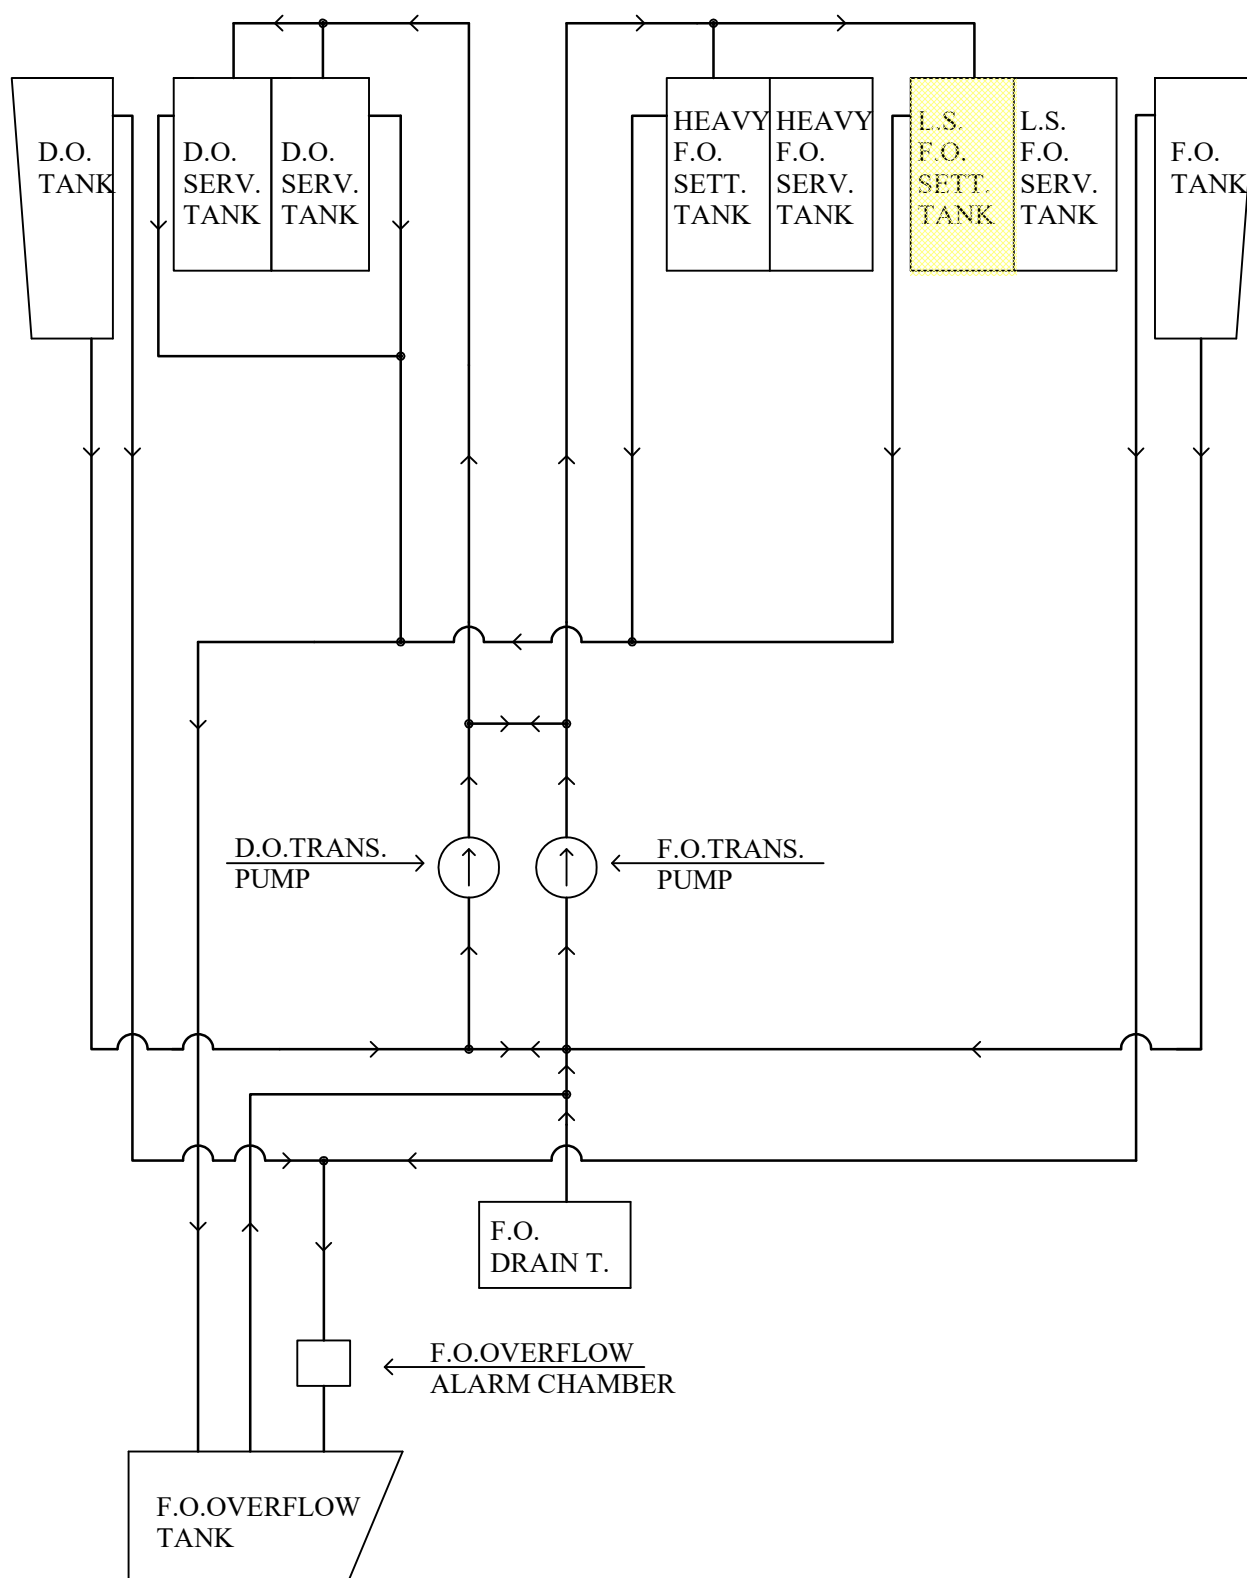 D.O.
TANK
D.O.
SERV.
TANK
D.O.
SERV.
TANK
HEAVY
F.O.
SETT.
TANK
HEAVY
F.O.
SERV.
TANK
L.S.
F.O.
SETT.
TANK
L.S.
F.O.
SERV.
TANK
F.O.
TANK
D.O.TRANS.
PUMP
F.O.TRANS.
PUMP
F.O.
DRAIN T.
F.O.OVERFLOW
ALARM CHAMBER
F.O.OVERFLOW
TANK